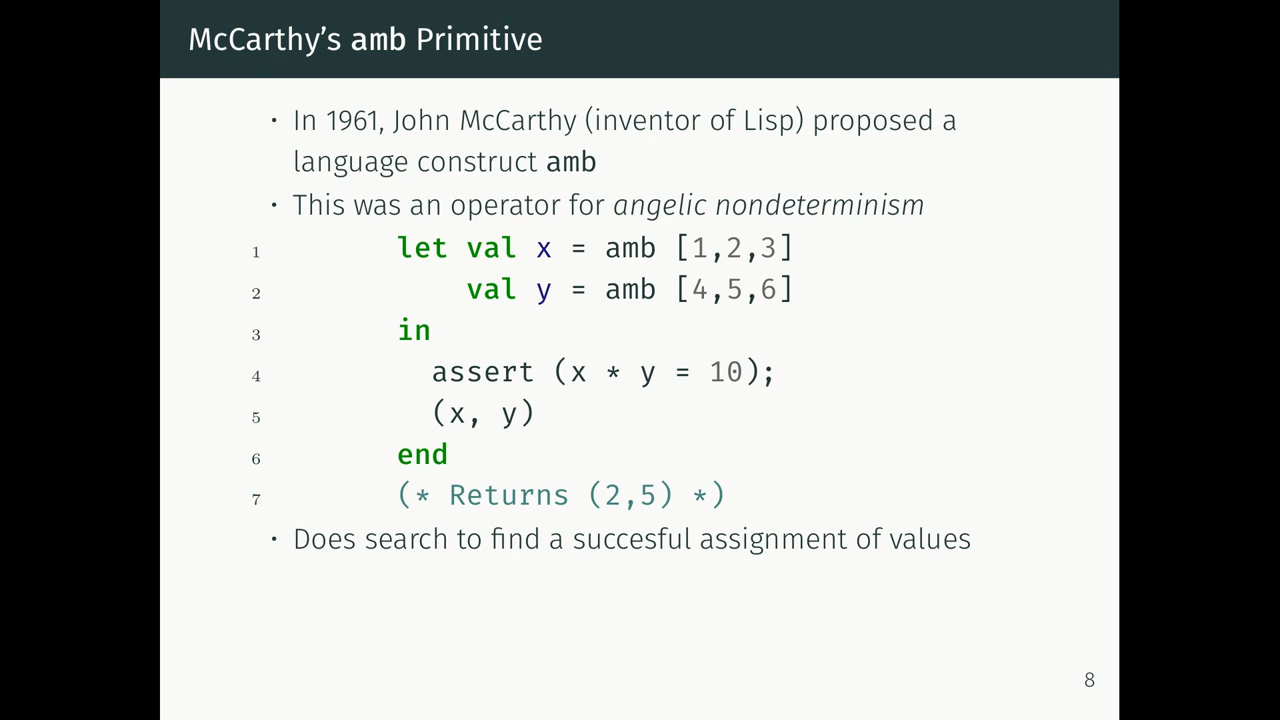 McCarthy’s amb Primitive
• In 1961, John McCarthy (inventor of Lisp) proposed a
language construct amb
• This was an operator for angelic nondeterminism
1 let val x = amb [1,2,3]
2 val y = amb [4,5,6]
3 in
4 assert (x * y = 10);
5 (x, y)
6 end
7 (* Returns (2,5) *)
• Does search to find a succesful assignment of values
8